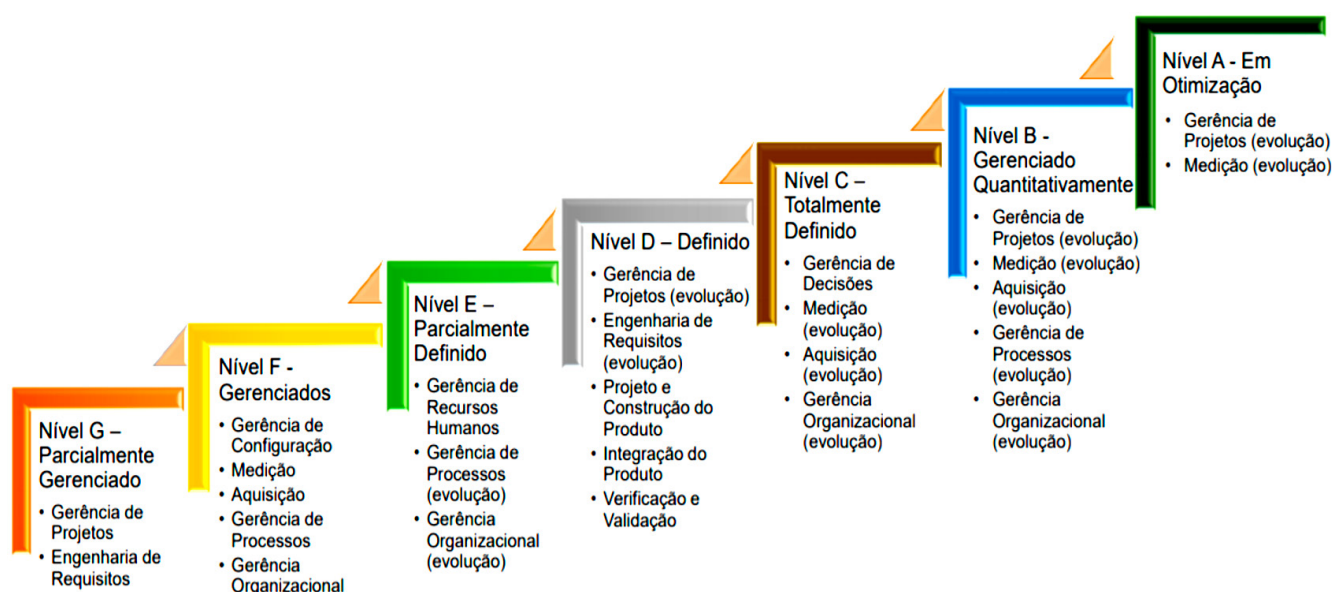 Nível G –
Parcialmente
Gerenciado
• Gerência de
Projetos
• Engenharia de
Requisitos
Nível F -
Gerenciados
• Gerência de
Configuração
• Medição
• Aquisição
• Gerência de
Processos
• Gerência
Organizacional
Nível E –
Parcialmente
Definido
• Gerência de
Recursos
Humanos
• Gerência de
Processos
(evolução)
• Gerência
Organizacional
(evolução)
Nível D – Definido
• Gerência de
Projetos (evolução)
• Engenharia de
Requisitos
(evolução)
• Projeto e
Construção do
Produto
• Integração do
Produto
• Verificação e
Validação
Nível C –
Totalmente
Definido
• Gerência de
Decisões
• Medição
(evolução)
• Aquisição
(evolução)
• Gerência
Organizacional
(evolução)
Nível B -
Gerenciado
Quantitativamente
• Gerência de
Projetos (evolução)
• Medição (evolução)
• Aquisição
(evolução)
• Gerência de
Processos
(evolução)
• Gerência
Organizacional
(evolução)
Nível A - Em
Otimização
• Gerência de
Projetos (evolução)
• Medição (evolução)